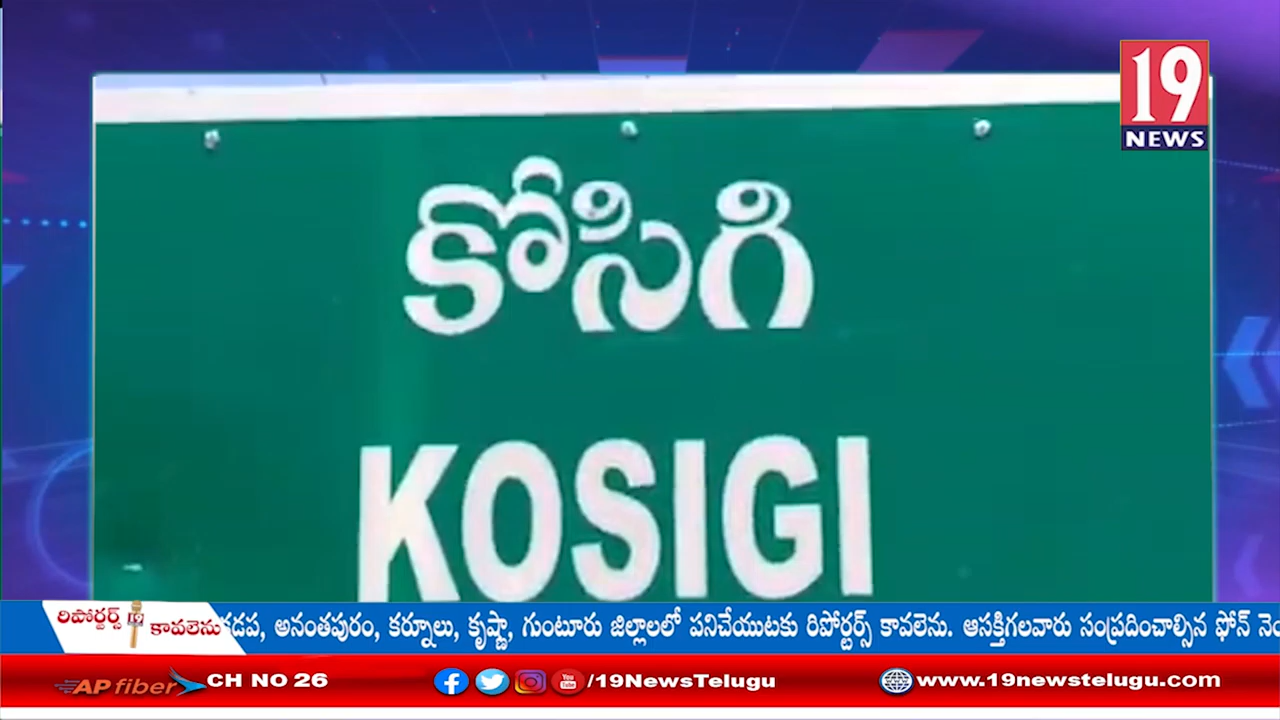 19
NEWS
కోసిగి
KOSIGI
రిపోర్టర్స్ కావలెను
కడప, అనంతపురం, కర్నూలు, కృష్ణా, గుంటూరు జిల్లాలలో పనిచేయుటకు రిపోర్టర్స్ కావలెను. ఆసక్తిగలవారు సంప్రదించాల్సిన ఫోన్
AP fiber CH NO 26 /19NewsTelugu www.19newstelugu.com